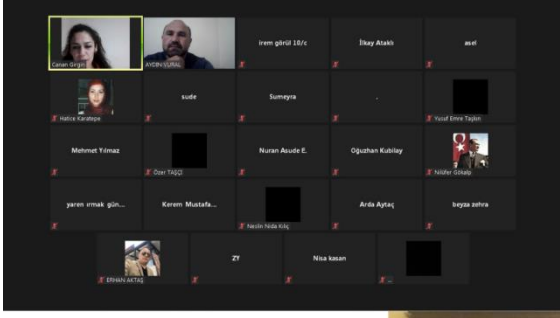 Canan Girgin
AYDIN VURAL
irem görül 10/c
İlkay Ataklı
asel
Hatice Karatepe
sude
Sumeyra
.
Yusuf Emre Taşkın
Mehmet Yılmaz
Özer TAŞÇI
Nuran Asude E.
Oğuzhan Kubilay
Nilüfer Gökalp
yaren ırmak gün...
Kerem Mustafa...
Neslin Nida Kılıç
Arda Aytaç
beyza zehra
ERHAN AKTAŞ
ZY
Nisa kasan
..